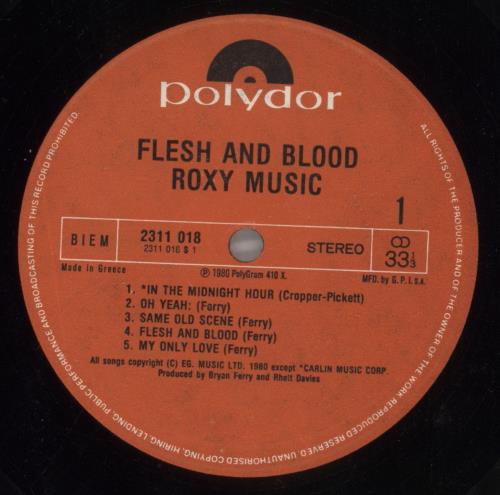 polydor
FLESH AND BLOOD
ROXY MUSIC
1
BIEM
2311 018
2311 018 S 1
STEREO
33 1/3
Made in Greece
℗ 1980 PolyGram 410 X.
MFD. by G. P. I. S.A.
1. *IN THE MIDNIGHT HOUR (Cropper-Pickett)
2. OH YEAH: (Ferry)
3. SAME OLD SCENE (Ferry)
4. FLESH AND BLOOD (Ferry)
5. MY ONLY LOVE (Ferry)
All songs copyright (C) EG. MUSIC LTD. 1980 except *CARLIN MUSIC CORP.
Produced by Bryan Ferry and Rhett Davies
ALL RIGHTS OF THE PRODUCER AND OF THE OWNER OF THE WORK REPRODUCED RESERVED. UNAUTHORISED COPYING, HIRING, LENDING, PUBLIC PERFORMANCE AND BROADCASTING OF THIS RECORD PROHIBITED.